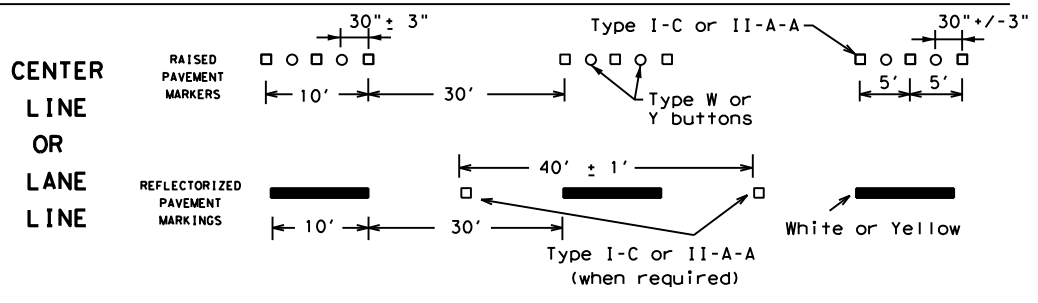 CENTER
LINE
OR
LANE
LINE
RAISED
PAVEMENT
MARKERS
30" ± 3"
10'
30'
Type I-C or II-A-A
30"+/-3"
5'
5'
Type W or
Y buttons
REFLECTORIZED
PAVEMENT
MARKINGS
40' ± 1'
10'
30'
Type I-C or II-A-A
(when required)
White or Yellow